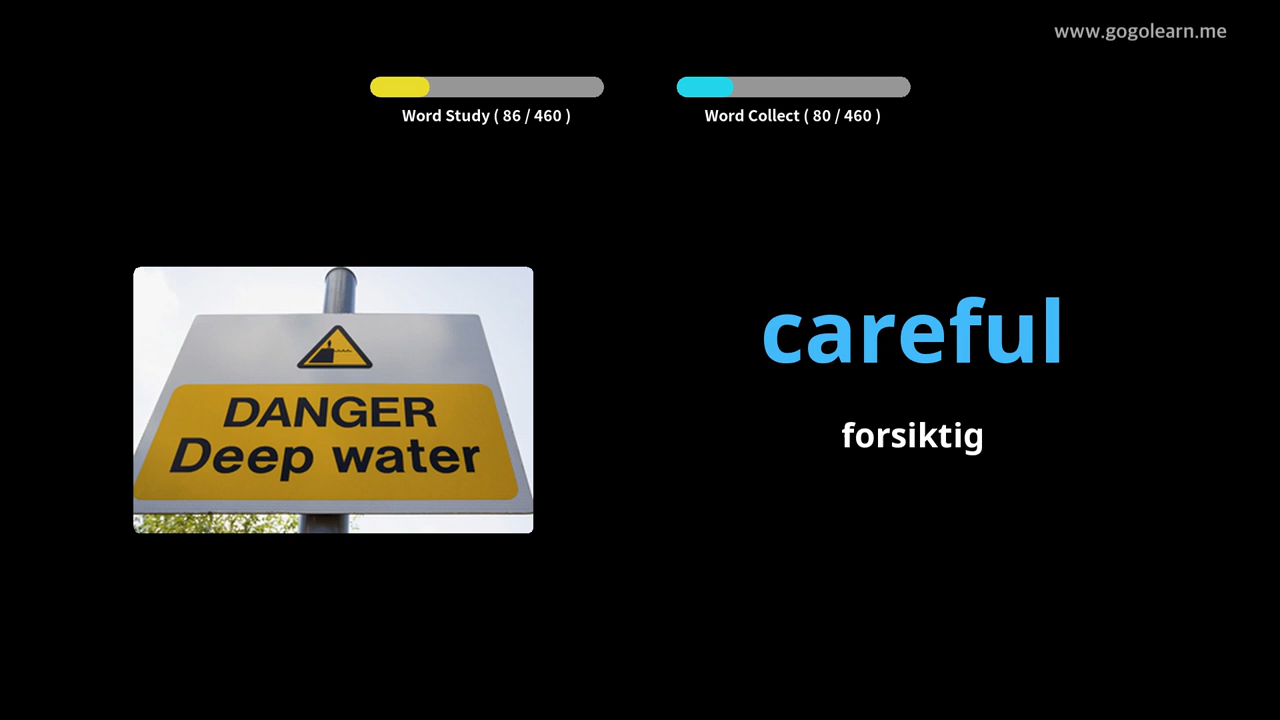 www.gogolearn.me
Word Study ( 86 / 460 )
Word Collect ( 80 / 460 )
DANGER
Deep water
careful
forsiktig